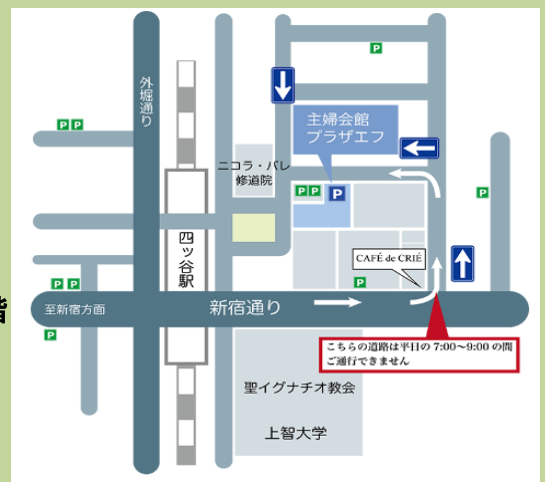 外堀通り
P
P P
主婦会館
プラザエフ
ニコラ・バレ
修道院
P P
P
P
四ッ谷駅
CAFÉ de CRIÉ
P P
P
至新宿方面
新宿通り
P
こちらの道路は平日の 7:00～9:00 の間
ご通行できません
聖イグナチオ教会
上智大学